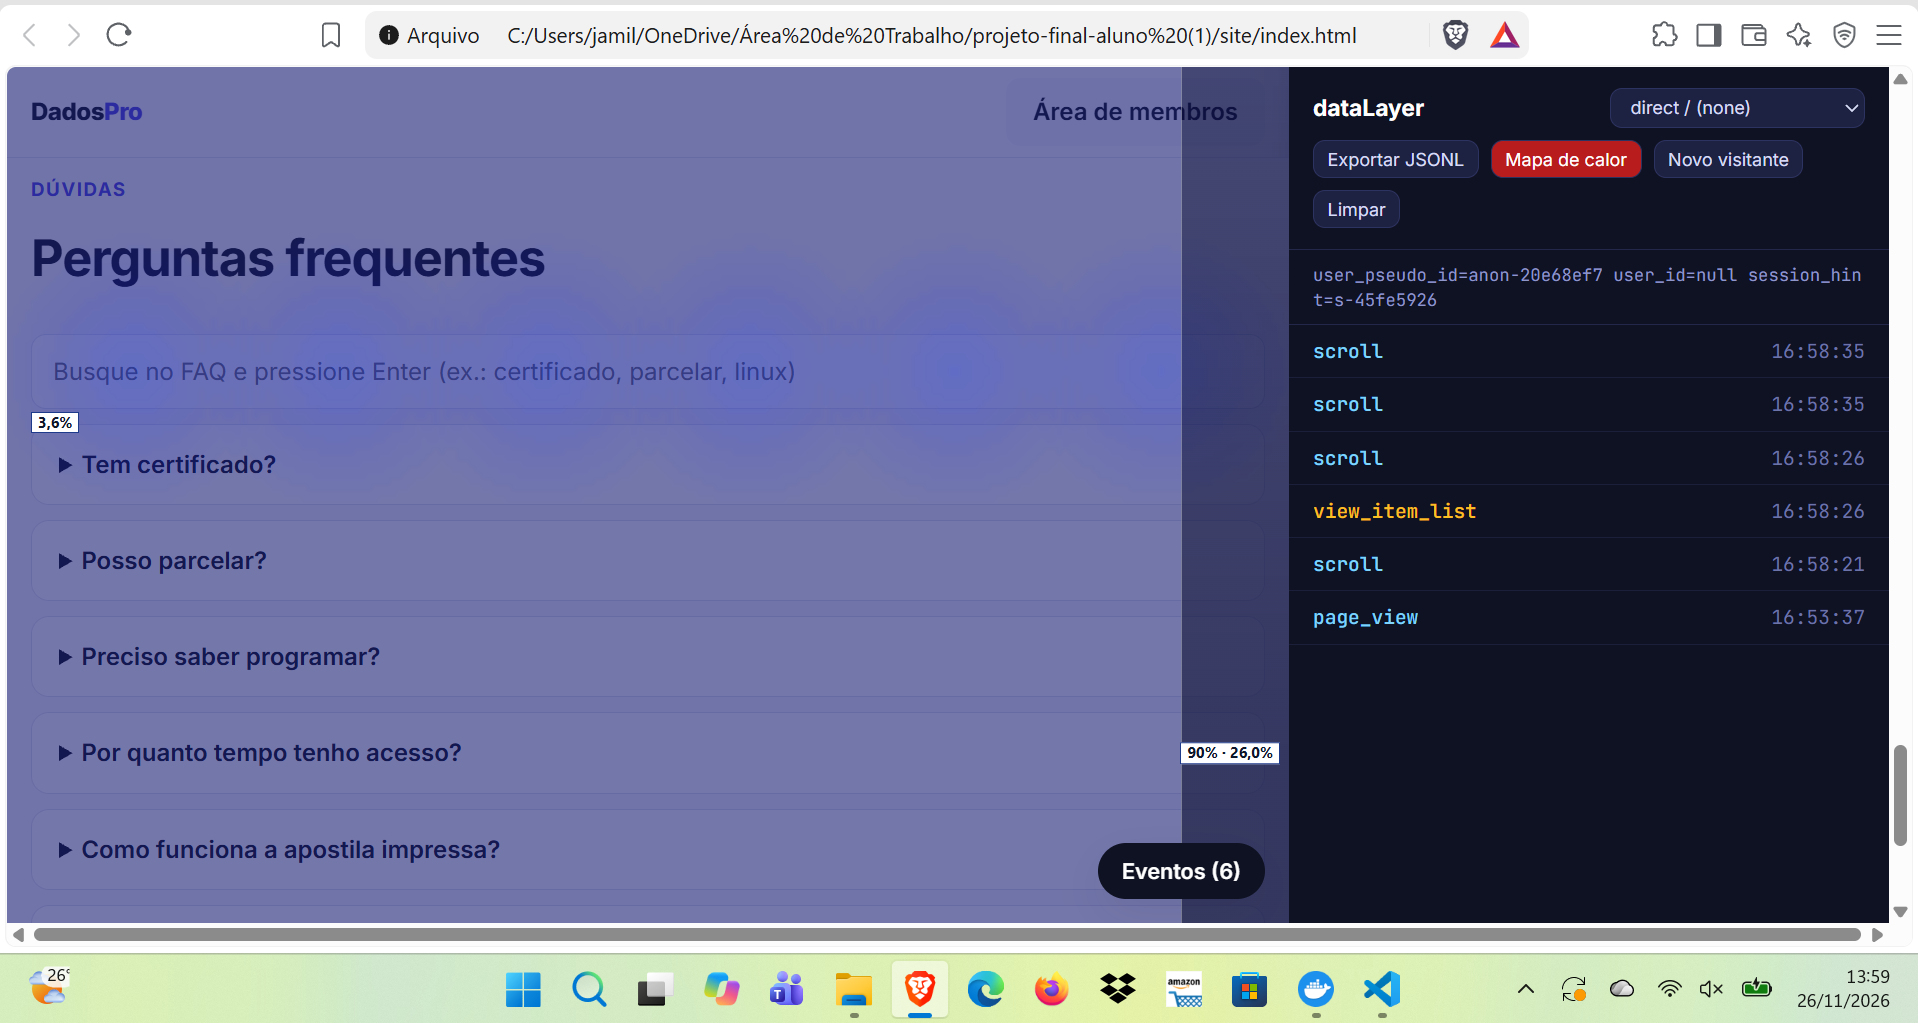 Arquivo C:/Users/jamil/OneDrive/Área%20de%20Trabalho/projeto-final-aluno%20(1)/site/index.html
DadosPro
Área de membros
DÚVIDAS
Perguntas frequentes
Busque no FAQ e pressione Enter (ex.: certificado, parcelar, linux)
3,6%
▶ Tem certificado?
▶ Posso parcelar?
▶ Preciso saber programar?
▶ Por quanto tempo tenho acesso?
90% · 26,0%
▶ Como funciona a apostila impressa?
Eventos (6)
dataLayer
direct / (none)
Exportar JSONL
Mapa de calor
Novo visitante
Limpar
user_pseudo_id=anon-20e68ef7 user_id=null session_hin
t=s-45fe5926
scroll 16:58:35
scroll 16:58:35
scroll 16:58:26
view_item_list 16:58:26
scroll 16:58:21
page_view 16:53:37
26°
amazon
13:59
26/11/2026